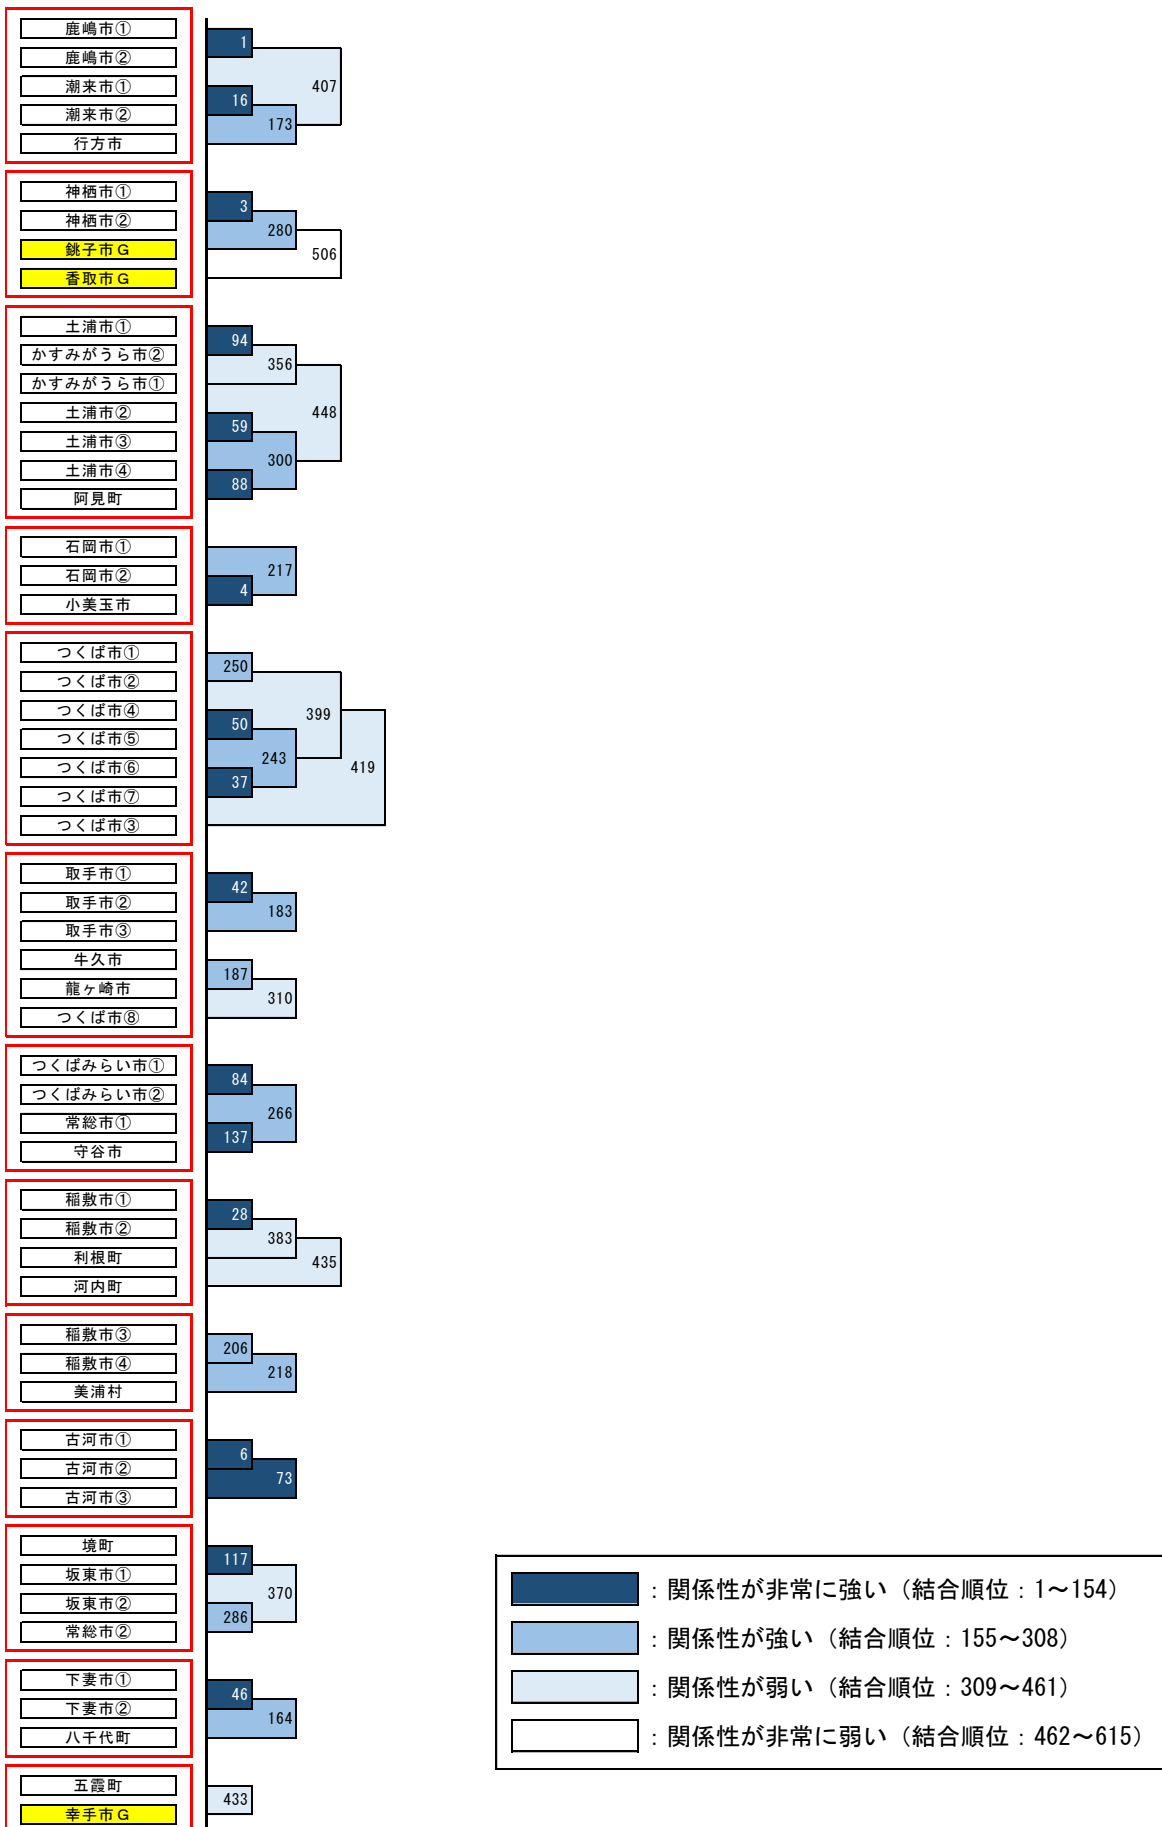 鹿嶋市①
1
鹿嶋市②
407
潮来市①
16
潮来市②
173
行方市
神栖市①
3
神栖市②
280
銚子市G
506
香取市G
土浦市①
94
かすみがうら市②
356
かすみがうら市①
448
土浦市②
59
土浦市③
300
土浦市④
88
阿見町
石岡市①
217
石岡市②
4
小美玉市
つくば市①
250
つくば市②
399
つくば市④
50
つくば市⑤
243
419
つくば市⑥
37
つくば市⑦
つくば市③
取手市①
42
取手市②
183
取手市③
牛久市
187
龍ヶ崎市
310
つくば市⑧
つくばみらい市①
84
つくばみらい市②
266
常総市①
137
守谷市
稲敷市①
28
稲敷市②
383
利根町
435
河内町
稲敷市③
206
稲敷市④
218
美浦村
古河市①
6
古河市②
73
古河市③
境町
117
坂東市①
370
坂東市②
286
常総市②
下妻市①
46
下妻市②
164
八千代町
五霞町
433
幸手市G
：関係性が非常に強い（結合順位：1～154）
：関係性が強い（結合順位：155～308）
：関係性が弱い（結合順位：309～461）
：関係性が非常に弱い（結合順位：462～615）